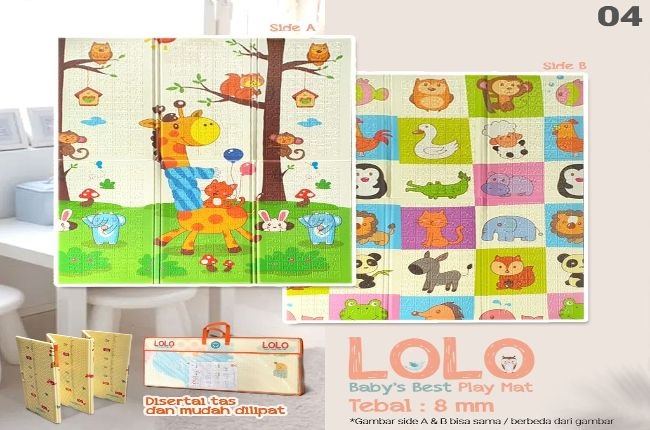 04
Side A
Side B
LOLO
LOLO
Disertai tas
dan mudah dilipat
LOLO
Baby's Best Play Mat
Tebal : 8 mm
*Gambar side A & B bisa sama / berbeda dari gambar